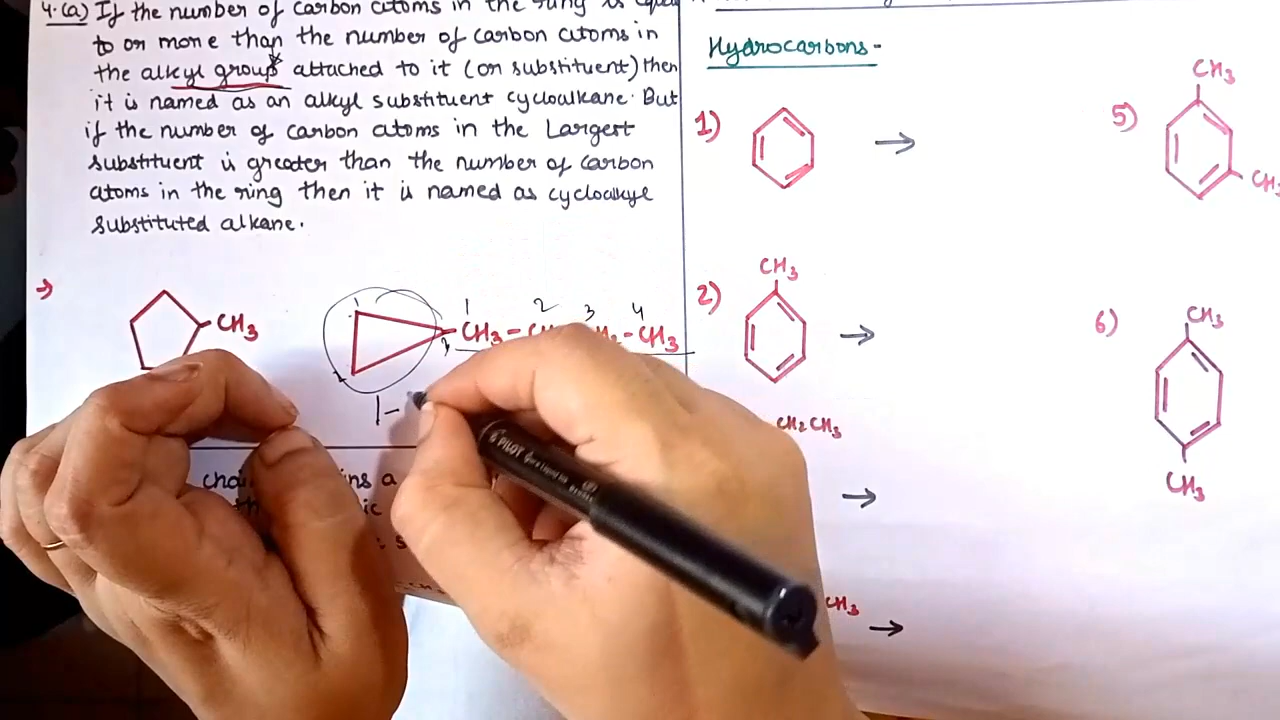 4.(a) If the number of carbon atoms in the ring is equal
to or more than the number of carbon atoms in
the alkyl group attached to it (or substituent) then
it is named as an alkyl substituent cycloalkane. But
if the number of carbon atoms in the Largest
substituent is greater than the number of carbon
atoms in the ring then it is named as cycloalkyl
substituted alkane.
→
CH3
1 2 3 4
CH3 - - CH3
1-
ins a
ic
Hydrocarbons-
1) →
2) CH3 →
CH2CH3
→
CH3 →
5) CH3
6) CH3
CH3
PILOT